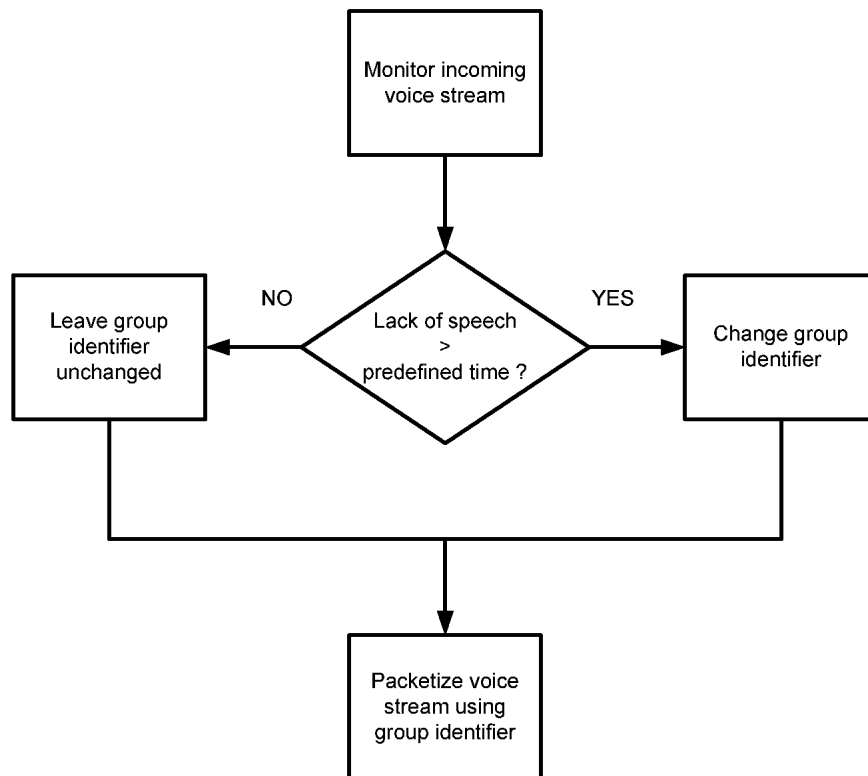 Monitor incoming
voice stream
NO
YES
Leave group
identifier
unchanged
Lack of speech
>
predefined time ?
Change group
identifier
Packetize voice
stream using
group identifier